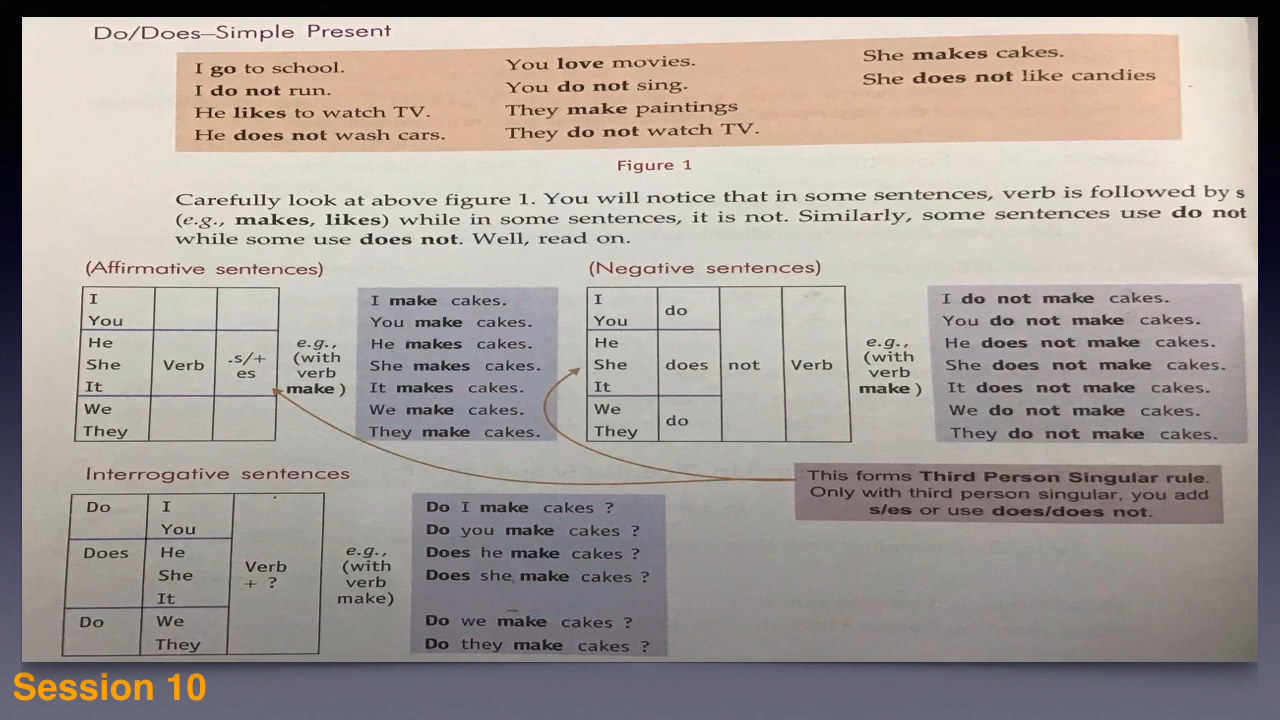 Do/Does—Simple Present
I go to school.
I do not run.
He likes to watch TV.
He does not wash cars.
You love movies.
You do not sing.
They make paintings
They do not watch TV.
She makes cakes.
She does not like candies
Figure 1
Carefully look at above figure 1. You will notice that in some sentences, verb is followed by s
(e.g., makes, likes) while in some sentences, it is not. Similarly, some sentences use do not
while some use does not. Well, read on.
(Affirmative sentences)
I
You
He
She
It
We
They
Verb
.s/+
es
e.g.,
(with
verb
make)
I make cakes.
You make cakes.
He makes cakes.
She makes cakes.
It makes cakes.
We make cakes.
They make cakes.
(Negative sentences)
I
You
He
She
It
We
They
do
does
do
not
Verb
e.g.,
(with
verb
make)
I do not make cakes.
You do not make cakes.
He does not make cakes.
She does not make cakes.
It does not make cakes.
We do not make cakes.
They do not make cakes.
This forms Third Person Singular rule.
Only with third person singular, you add
s/es or use does/does not.
Interrogative sentences
Do
Does
Do
I
You
He
She
It
We
They
Verb
+ ?
e.g.,
(with
verb
make)
Do I make cakes ?
Do you make cakes ?
Does he make cakes ?
Does she make cakes ?
Do we make cakes ?
Do they make cakes ?
Session 10